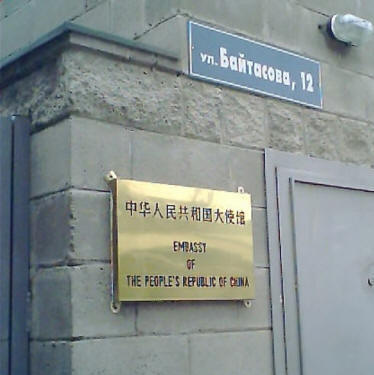 ул. Байтасова, 12
中华人民共和国大使馆
EMBASSY
OF
THE PEOPLE'S REPUBLIC OF CHINA